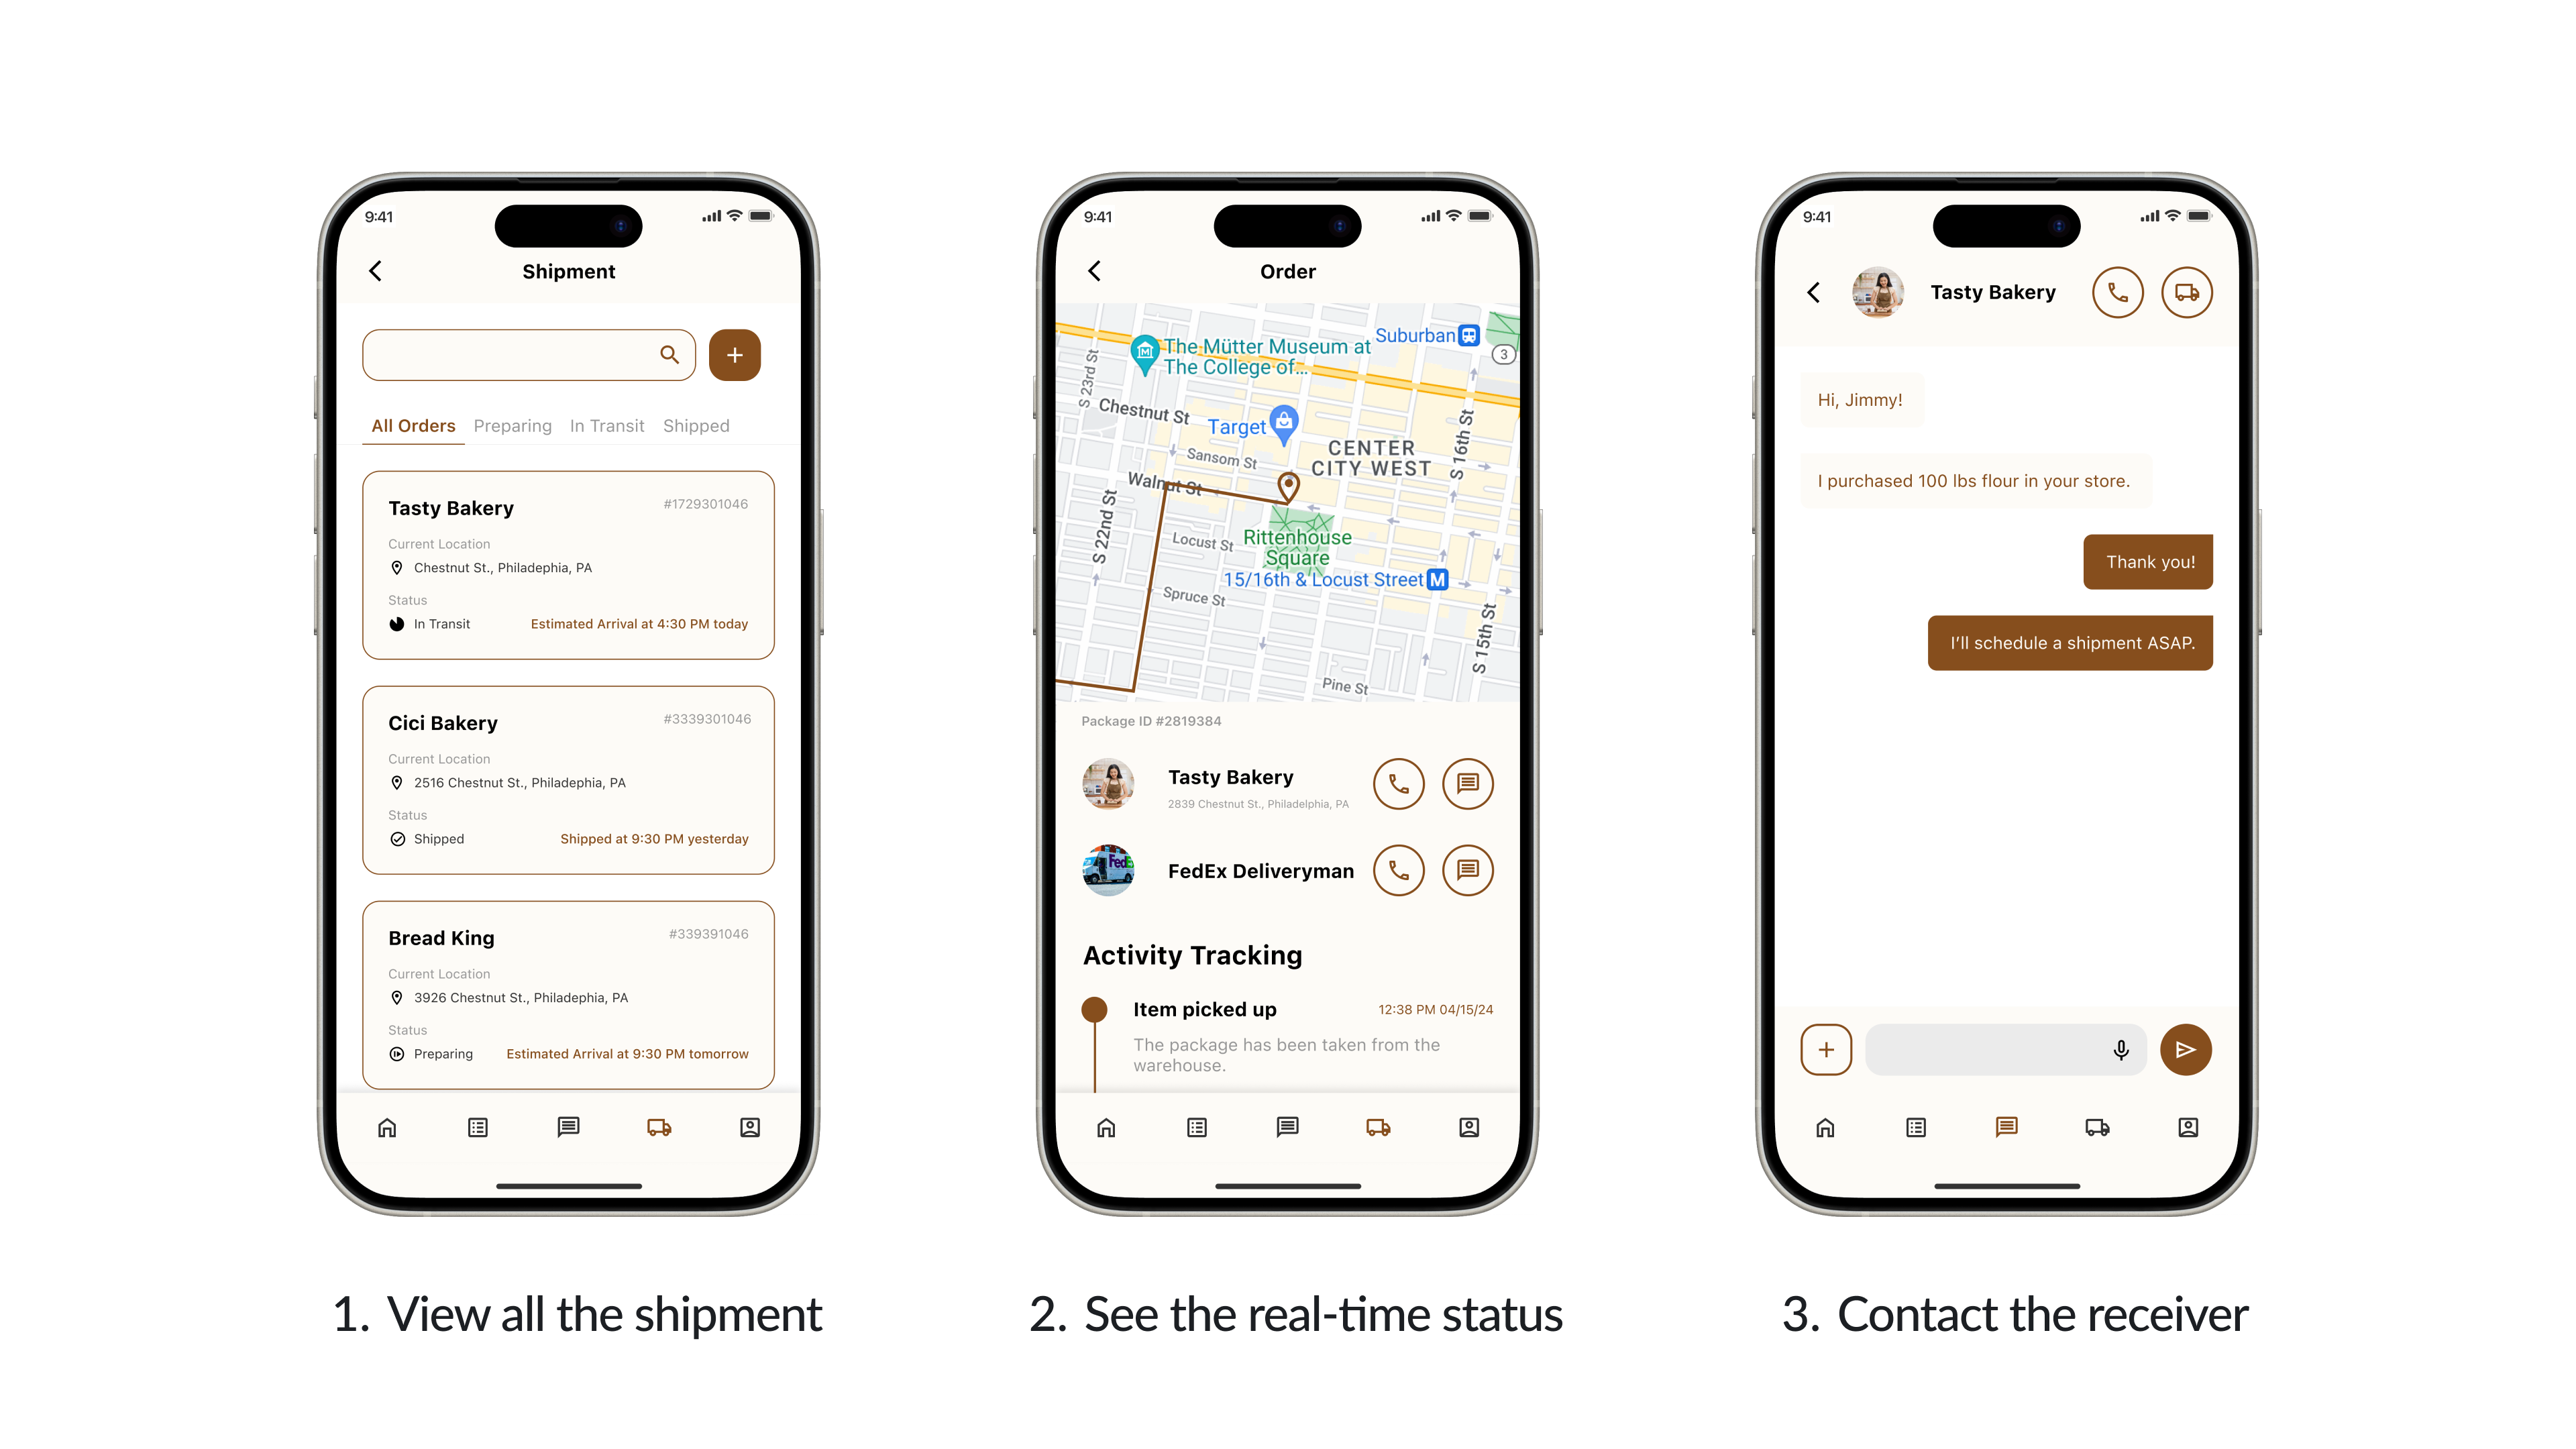 9:41
Shipment
All Orders Preparing In Transit Shipped
Tasty Bakery #1729301046
Current Location
Chestnut St., Philadephia, PA
Status
In Transit Estimated Arrival at 4:30 PM today
Cici Bakery #3339301046
Current Location
2516 Chestnut St., Philadephia, PA
Status
Shipped Shipped at 9:30 PM yesterday
Bread King #339391046
Current Location
3926 Chestnut St., Philadephia, PA
Status
Preparing Estimated Arrival at 9:30 PM tomorrow
1. View all the shipment
9:41
Order
Suburban
The Mütter Museum at
The College of...
3
S 23rd St
Chestnut St
Target
S 16th St
CENTER
CITY WEST
Sansom St
Walnut St
S 22nd St
Locust St
Rittenhouse
Square
15/16th & Locust Street M
Spruce St
S 15th St
Pine St
Package ID #2819384
Tasty Bakery
2839 Chestnut St., Philadelphia, PA
FedEx Deliveryman
Activity Tracking
Item picked up 12:38 PM 04/15/24
The package has been taken from the
warehouse.
2. See the real-time status
9:41
Tasty Bakery
Hi, Jimmy!
I purchased 100 lbs flour in your store.
Thank you!
I'll schedule a shipment ASAP.
3. Contact the receiver